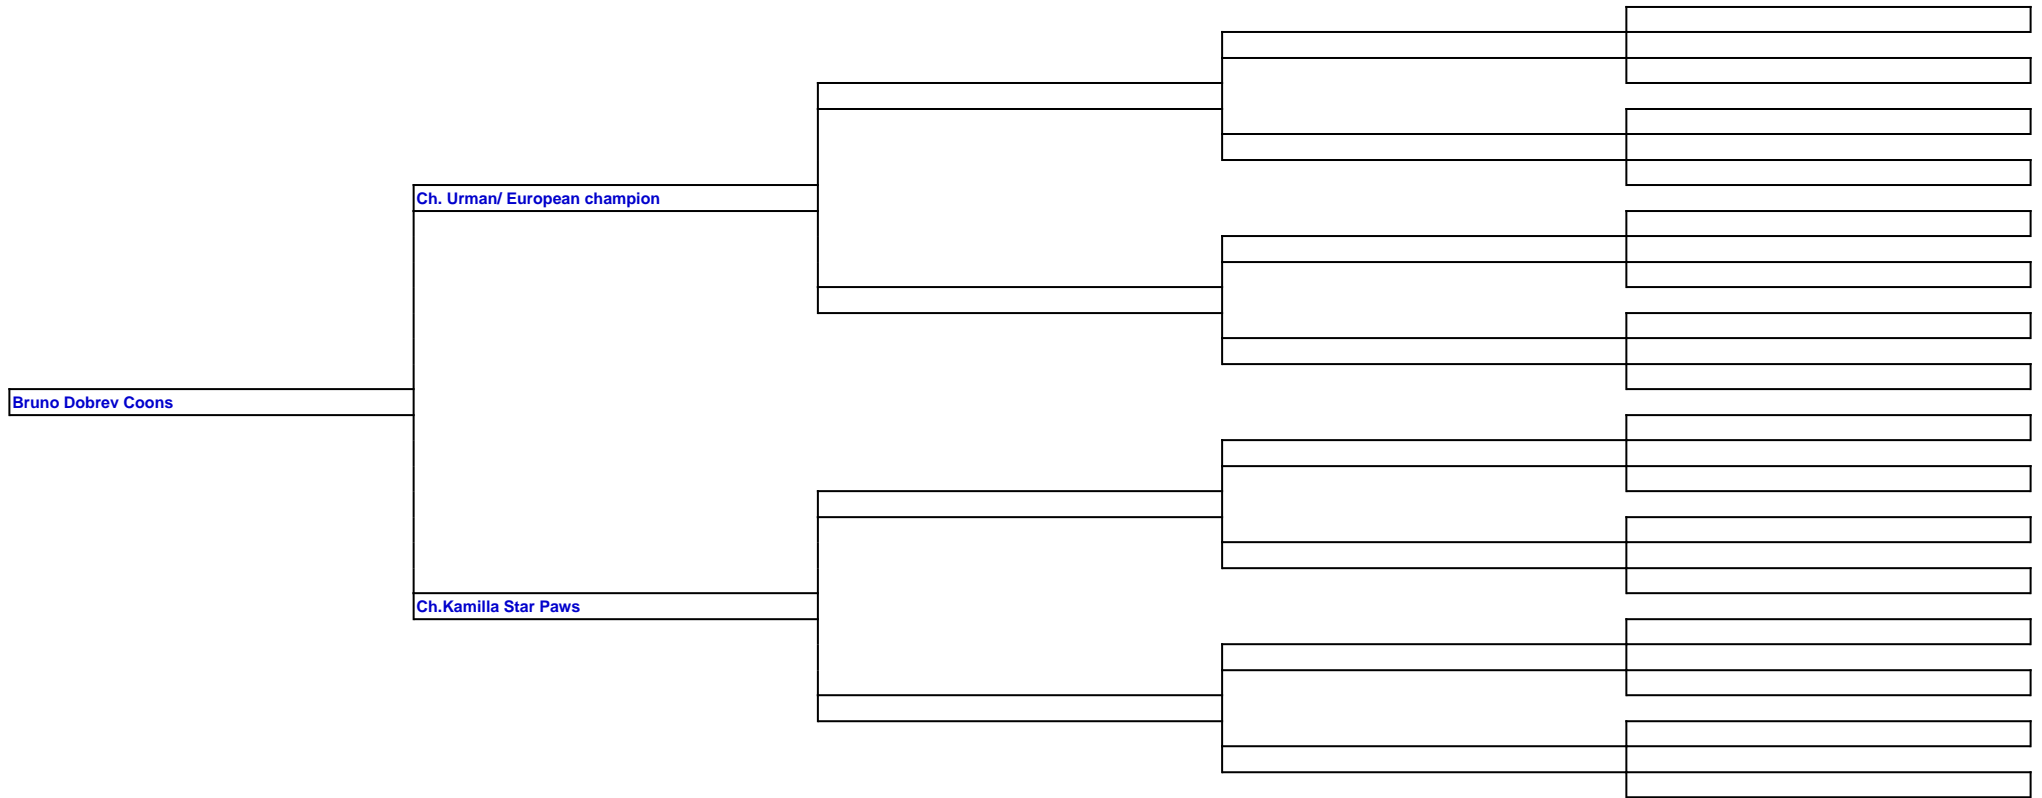 Ch. Urman/ European champion
Bruno Dobrev Coons
Ch.Kamilla Star Paws